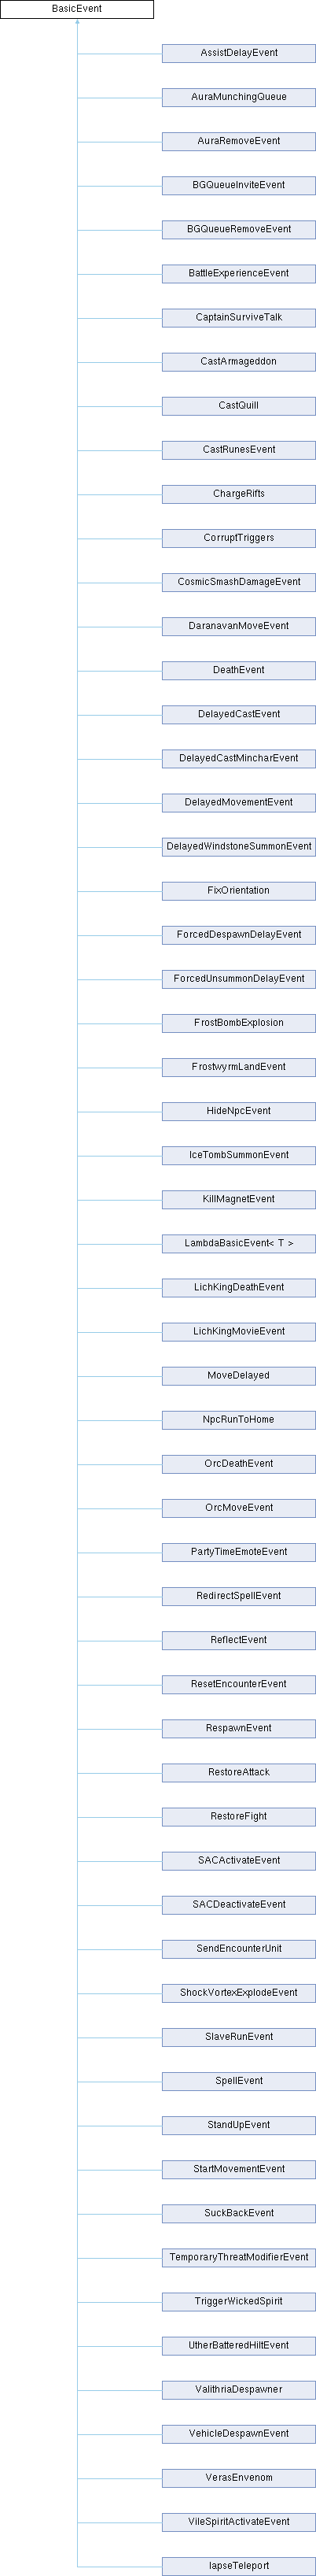 BasicEvent
AssistDelayEvent
AuraMunchingQueue
AuraRemoveEvent
BGQueueInviteEvent
BGQueueRemoveEvent
BattleExperienceEvent
CaptainSurviveTalk
CastArmageddon
CastQuill
CastRunesEvent
ChargeRifts
CorruptTriggers
CosmicSmashDamageEvent
DaranavanMoveEvent
DeathEvent
DelayedCastEvent
DelayedCastMincharEvent
DelayedMovementEvent
DelayedWindstoneSummonEvent
FixOrientation
ForcedDespawnDelayEvent
ForcedUnsummonDelayEvent
FrostBombExplosion
FrostwyrmLandEvent
HideNpcEvent
IceTombSummonEvent
KillMagnetEvent
LambdaBasicEvent< T >
LichKingDeathEvent
LichKingMovieEvent
MoveDelayed
NpcRunToHome
OrcDeathEvent
OrcMoveEvent
PartyTimeEmoteEvent
RedirectSpellEvent
ReflectEvent
ResetEncounterEvent
RespawnEvent
RestoreAttack
RestoreFight
SACActivateEvent
SACDeactivateEvent
SendEncounterUnit
ShockVortexExplodeEvent
SlaveRunEvent
SpellEvent
StandUpEvent
StartMovementEvent
SuckBackEvent
TemporaryThreatModifierEvent
TriggerWickedSpirit
UtherBatteredHiltEvent
ValithriaDespawner
VehicleDespawnEvent
VerasEnvenom
VileSpiritActivateEvent
lapseTeleport